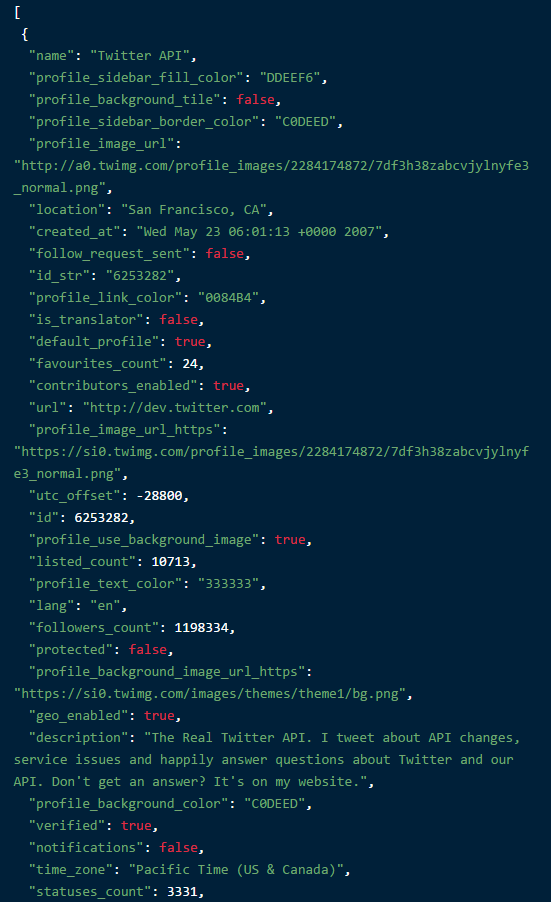 [
 {
  "name": "Twitter API",
  "profile_sidebar_fill_color": "DDEEF6",
  "profile_background_tile": false,
  "profile_sidebar_border_color": "C0DEED",
  "profile_image_url":
"http://a0.twimg.com/profile_images/2284174872/7df3h38zabcvjylnyfe3
_normal.png",
  "location": "San Francisco, CA",
  "created_at": "Wed May 23 06:01:13 +0000 2007",
  "follow_request_sent": false,
  "id_str": "6253282",
  "profile_link_color": "0084B4",
  "is_translator": false,
  "default_profile": true,
  "favourites_count": 24,
  "contributors_enabled": true,
  "url": "http://dev.twitter.com",
  "profile_image_url_https":
"https://si0.twimg.com/profile_images/2284174872/7df3h38zabcvjylnyf
e3_normal.png",
  "utc_offset": -28800,
  "id": 6253282,
  "profile_use_background_image": true,
  "listed_count": 10713,
  "profile_text_color": "333333",
  "lang": "en",
  "followers_count": 1198334,
  "protected": false,
  "profile_background_image_url_https":
"https://si0.twimg.com/images/themes/theme1/bg.png",
  "geo_enabled": true,
  "description": "The Real Twitter API. I tweet about API changes,
service issues and happily answer questions about Twitter and our
API. Don't get an answer? It's on my website.",
  "profile_background_color": "C0DEED",
  "verified": true,
  "notifications": false,
  "time_zone": "Pacific Time (US & Canada)",
  "statuses_count": 3331,